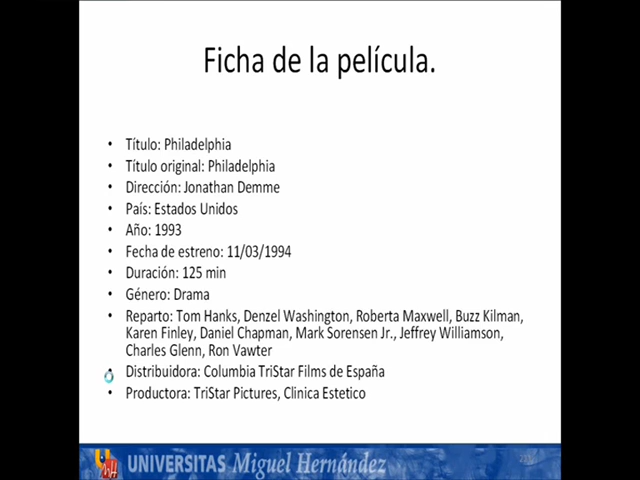 Ficha de la película.
• Título: Philadelphia
• Título original: Philadelphia
• Dirección: Jonathan Demme
• País: Estados Unidos
• Año: 1993
• Fecha de estreno: 11/03/1994
• Duración: 125 min
• Género: Drama
• Reparto: Tom Hanks, Denzel Washington, Roberta Maxwell, Buzz Kilman,
Karen Finley, Daniel Chapman, Mark Sorensen Jr., Jeffrey Williamson,
Charles Glenn, Ron Vawter
• Distribuidora: Columbia TriStar Films de España
• Productora: TriStar Pictures, Clinica Estetico
UNIVERSITAS Miguel Hernández